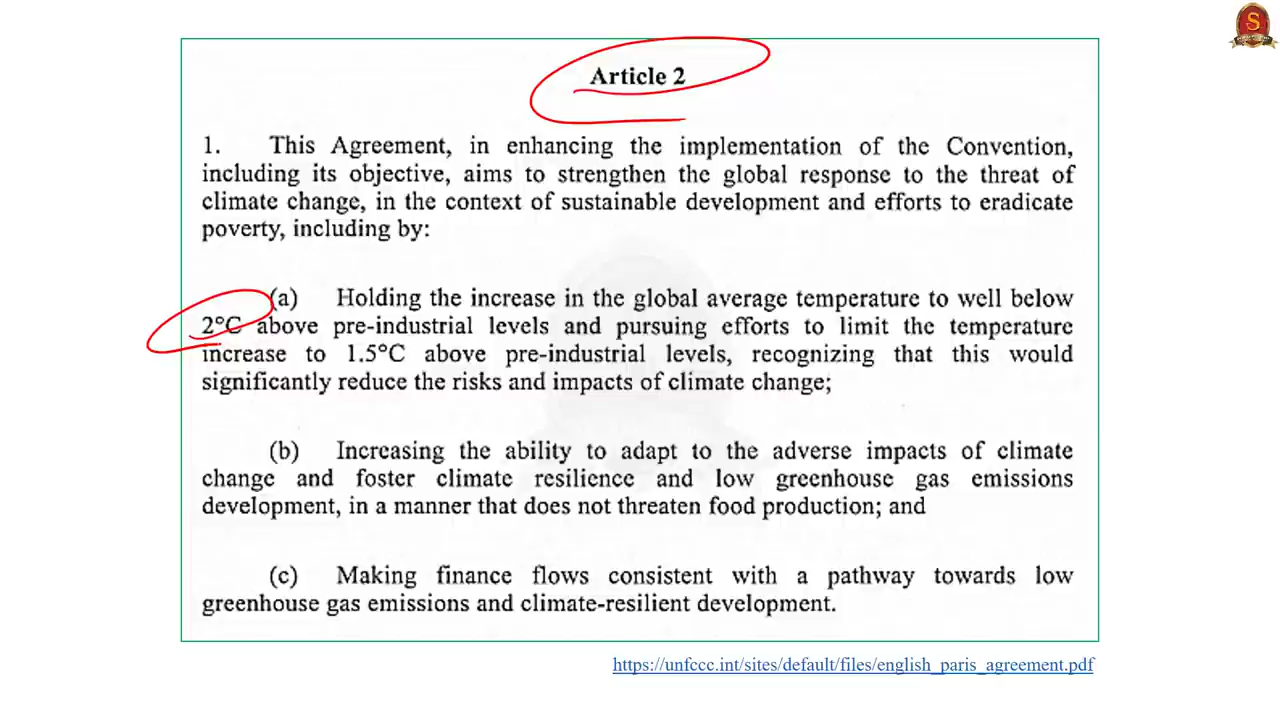 S
Article 2
1. This Agreement, in enhancing the implementation of the Convention,
including its objective, aims to strengthen the global response to the threat of
climate change, in the context of sustainable development and efforts to eradicate
poverty, including by:
(a) Holding the increase in the global average temperature to well below
2°C above pre-industrial levels and pursuing efforts to limit the temperature
increase to 1.5°C above pre-industrial levels, recognizing that this would
significantly reduce the risks and impacts of climate change;
(b) Increasing the ability to adapt to the adverse impacts of climate
change and foster climate resilience and low greenhouse gas emissions
development, in a manner that does not threaten food production; and
(c) Making finance flows consistent with a pathway towards low
greenhouse gas emissions and climate-resilient development.
https://unfccc.int/sites/default/files/english_paris_agreement.pdf